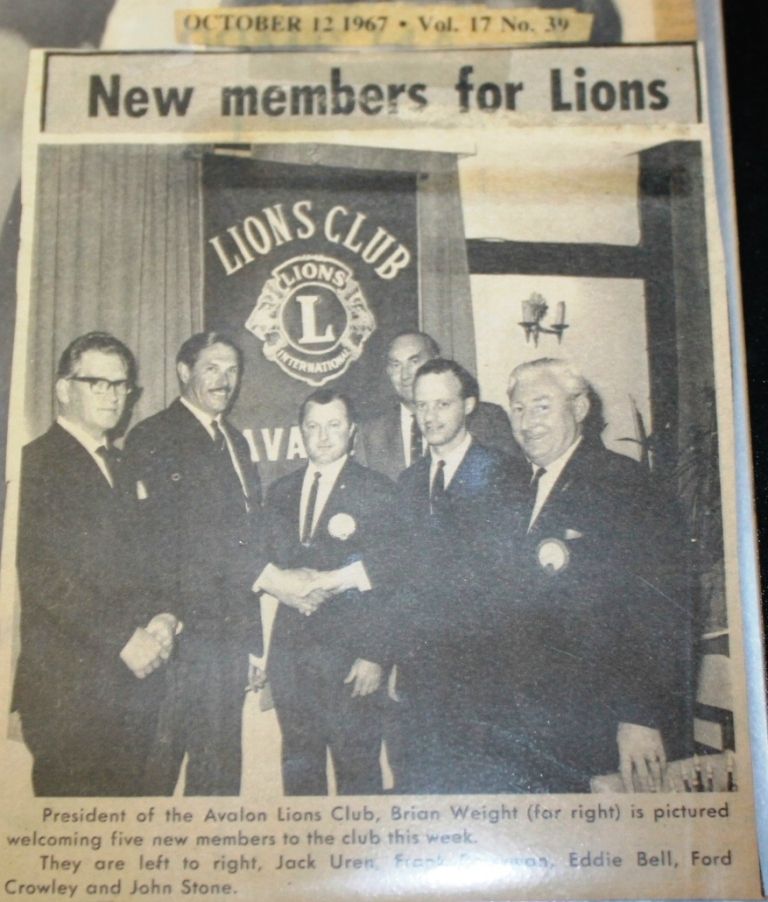 OCTOBER 12 1967 • Vol. 17 No. 39
New members for Lions
LIONS CLUB
LIONS
L
INTERNATIONAL
AVA
President of the Avalon Lions Club, Brian Weight (far right) is pictured
welcoming five new members to the club this week.
They are left to right, Jack Uren, Frank Eddie Bell, Ford
Crowley and John Stone.